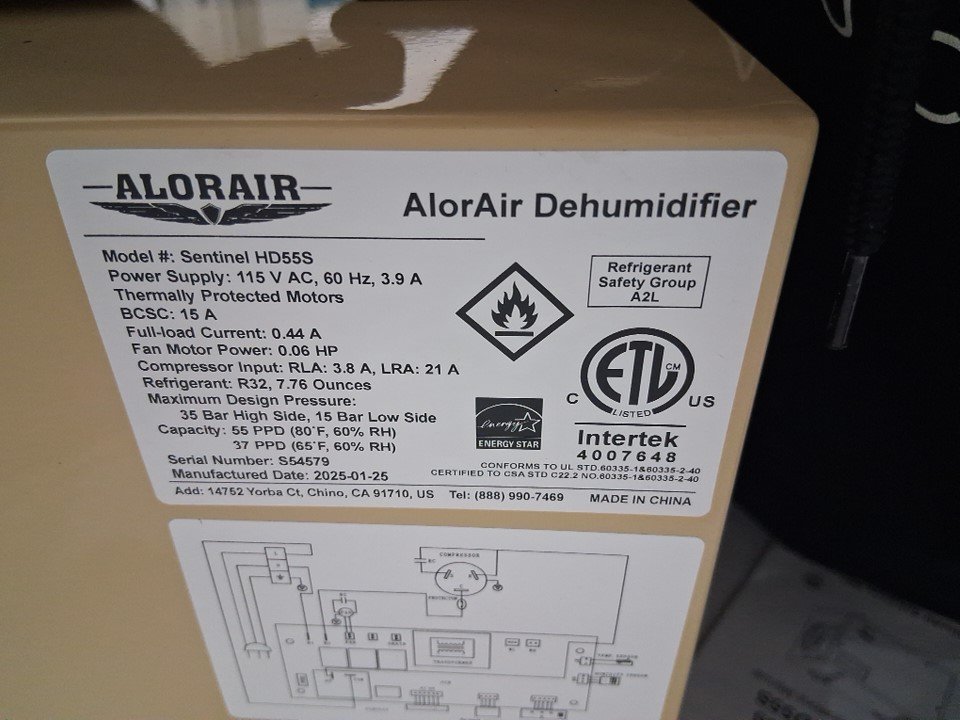 ALORAIR
AlorAir Dehumidifier
Model #: Sentinel HD55S
Power Supply: 115 V AC, 60 Hz, 3.9 A
Thermally Protected Motors
BCSC: 15 A
Full-load Current: 0.44 A
Fan Motor Power: 0.06 HP
Compressor Input: RLA: 3.8 A, LRA: 21 A
Refrigerant: R32, 7.76 Ounces
Maximum Design Pressure:
35 Bar High Side, 15 Bar Low Side
Capacity: 55 PPD (80°F, 60% RH)
37 PPD (65°F, 60% RH)
Serial Number: S54579
Manufactured Date: 2025-01-25
Refrigerant
Safety Group
A2L
ETL CM
C US
LISTED
Intertek
4007648
energy
ENERGY STAR
CONFORMS TO UL STD.60335-1&60335-2-40
CERTIFIED TO CSA STD C22.2 NO.60335-1&60335-2-40
Add: 14752 Yorba Ct, Chino, CA 91710, US Tel: (888) 990-7469 MADE IN CHINA
COMPRESSOR
TRANSFORMER